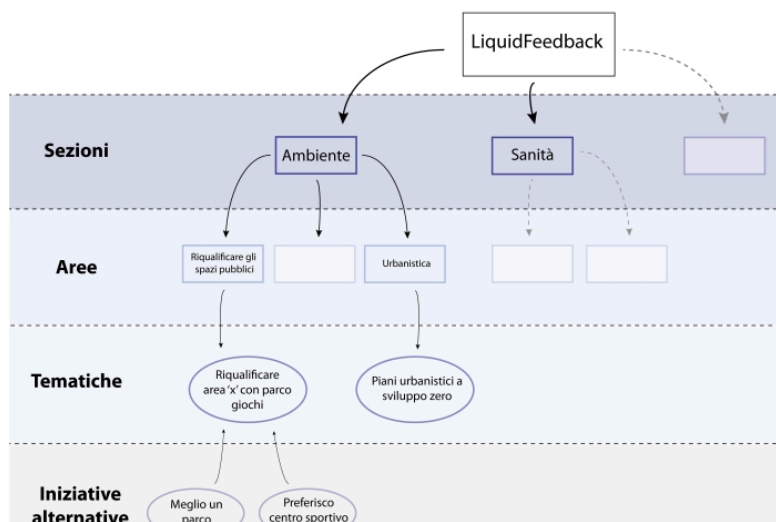 LiquidFeedback
Sezioni
Ambiente
Sanità
Aree
Riqualificare gli
spazi pubblici
Urbanistica
Tematiche
Riqualificare
area 'x' con parco
giochi
Piani urbanistici a
sviluppo zero
Iniziative
alternative
Meglio un
parco
Preferisco
centro sportivo